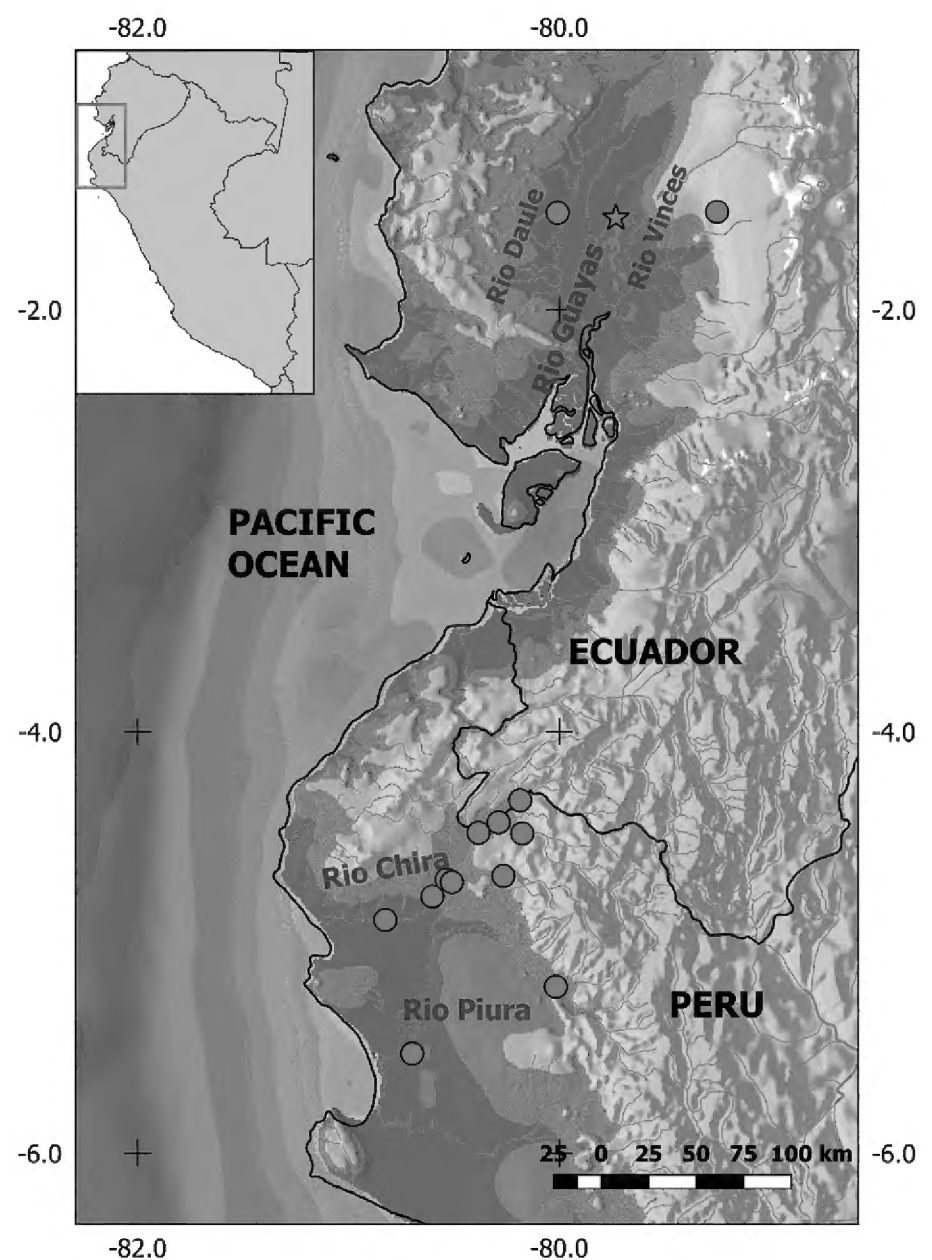 -82.0
-80.0
Rio Daule
Rio Vinces
Rio Guayas
-2.0
-2.0
PACIFIC
OCEAN
ECUADOR
-4.0
-4.0
Rio Chira
Rio Piura
PERU
-6.0
-6.0
25 0 25 50 75 100 km
-82.0
-80.0